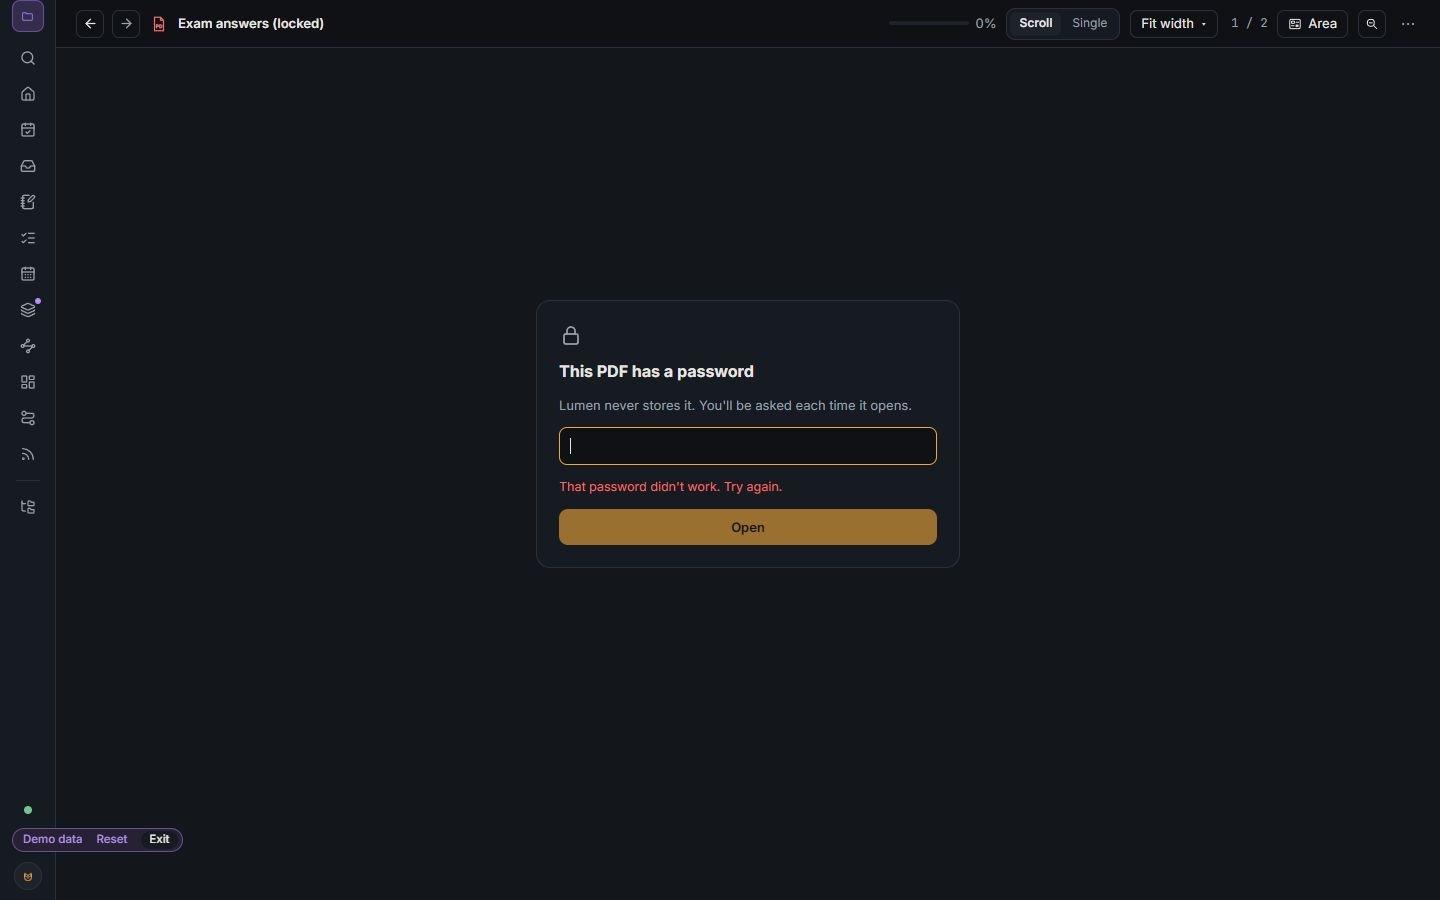 Exam answers (locked)
0%
Scroll
Single
Fit width
1 / 2
Area
This PDF has a password
Lumen never stores it. You'll be asked each time it opens.
That password didn't work. Try again.
Open
Demo data
Reset
Exit